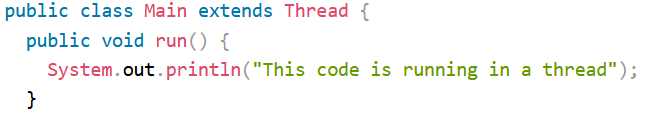 public class Main extends Thread {
  public void run() {
    System.out.println("This code is running in a thread");
  }